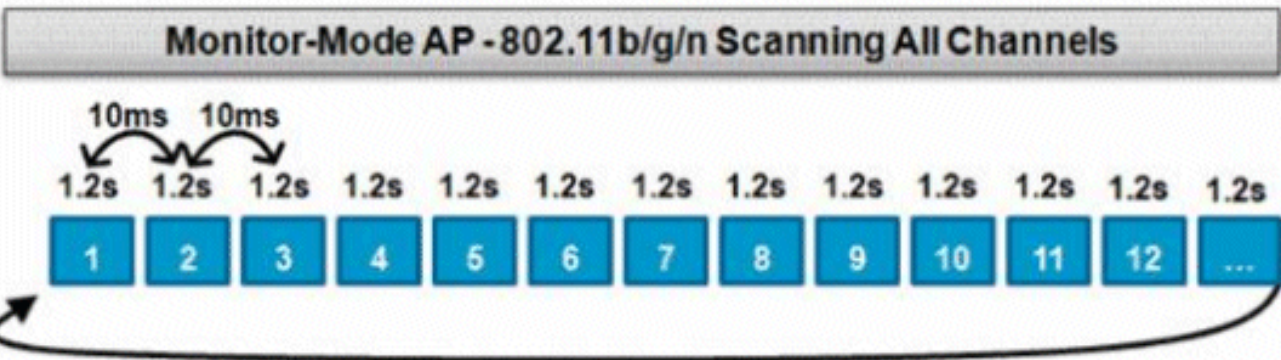 Monitor-Mode AP - 802.11b/g/n Scanning All Channels
10ms 10ms
1.2s 1.2s 1.2s 1.2s 1.2s 1.2s 1.2s 1.2s 1.2s 1.2s 1.2s 1.2s 1.2s
1 2 3 4 5 6 7 8 9 10 11 12 ...